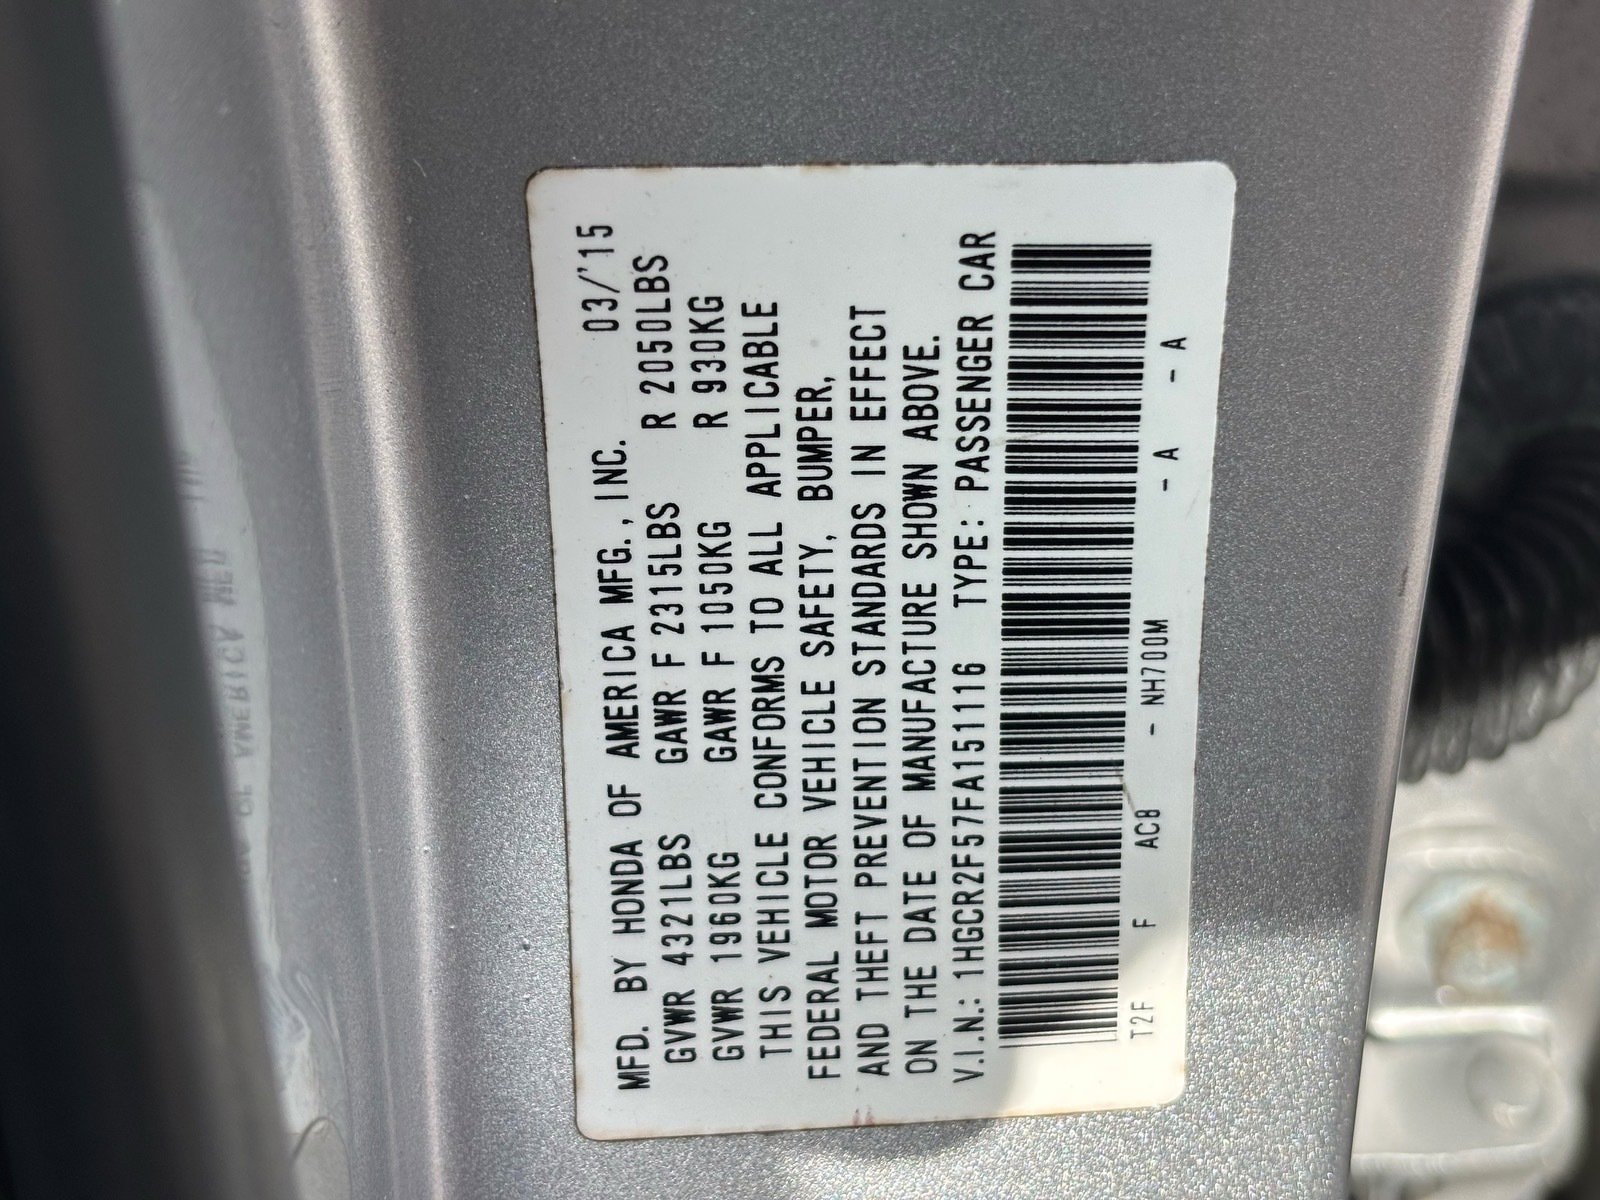 MFD. BY HONDA OF AMERICA MFG., INC. 03/'15
GVWR 4321LBS GAWR F 2315LBS R 2050LBS
GVWR 1960KG GAWR F 1050KG R 930KG
THIS VEHICLE CONFORMS TO ALL APPLICABLE
FEDERAL MOTOR VEHICLE SAFETY, BUMPER,
AND THEFT PREVENTION STANDARDS IN EFFECT
ON THE DATE OF MANUFACTURE SHOWN ABOVE.
V.I.N.: 1HGCR2F57FA151116 TYPE: PASSENGER CAR
T2F F AC8 - NH700M - A - A